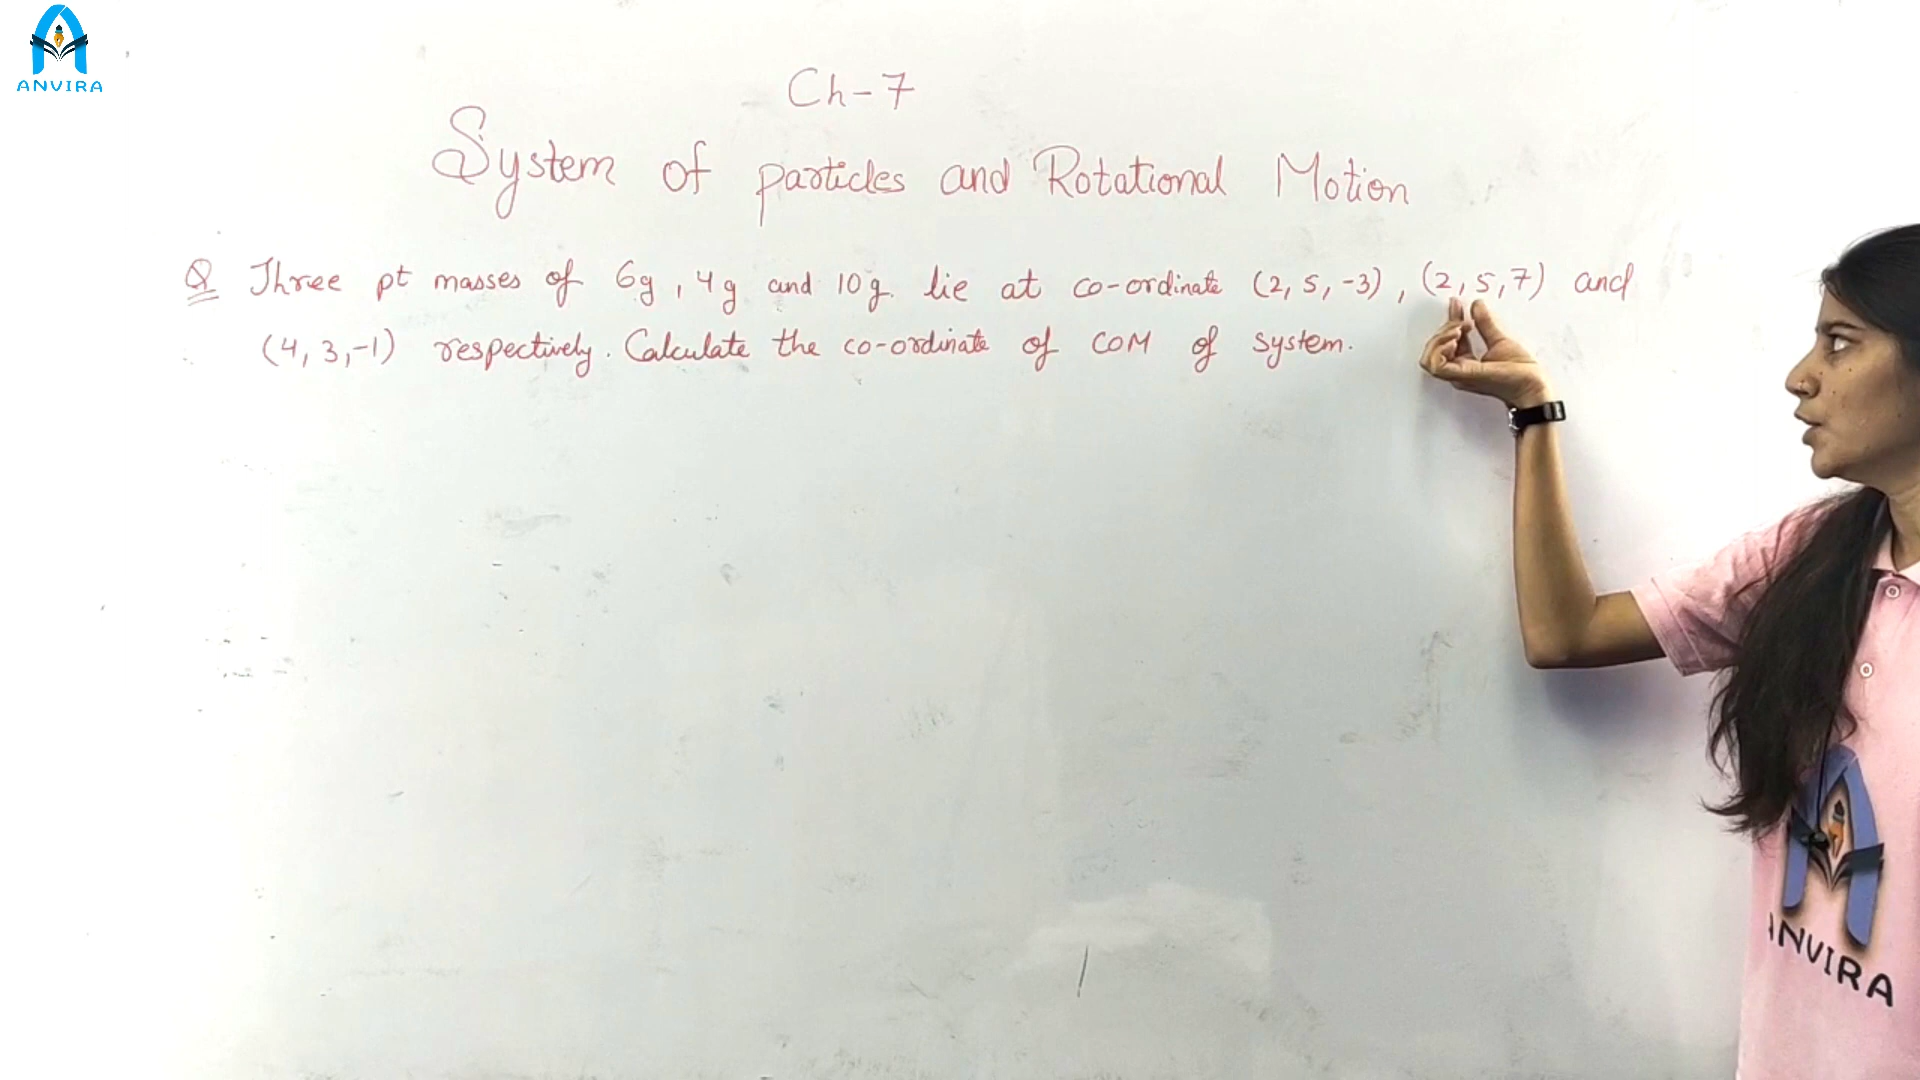 ANVIRA
Ch-7
System of particles and Rotational Motion
Q Three pt masses of 6g, 4g and 10g. lie at co-ordinate (2, 5, -3), (2, 5, 7) and
(4, 3, -1) respectively. Calculate the co-ordinate of COM of system.
ANVIRA